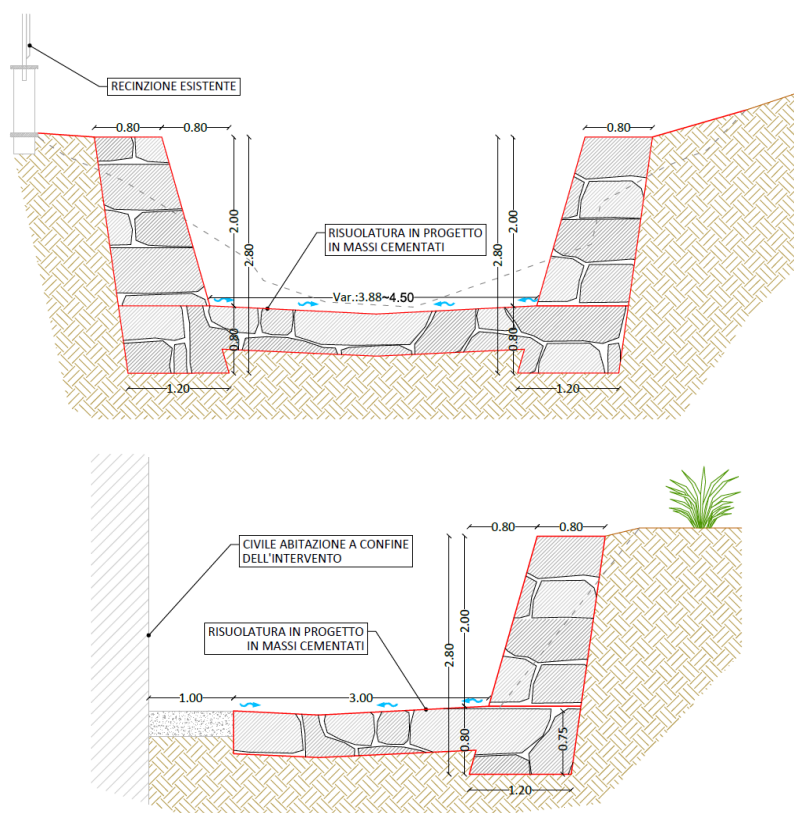 RECINZIONE ESISTENTE
0.80
0.80
0.80
2.00
2.80
2.80
2.00
RISUOLATURA IN PROGETTO
IN MASSI CEMENTATI
Var.:3.88~4.50
0.80
0.80
1.20
1.20
0.80
0.80
CIVILE ABITAZIONE A CONFINE
DELL'INTERVENTO
RISUOLATURA IN PROGETTO
IN MASSI CEMENTATI
2.80
2.00
1.00
3.00
0.80
0.75
1.20